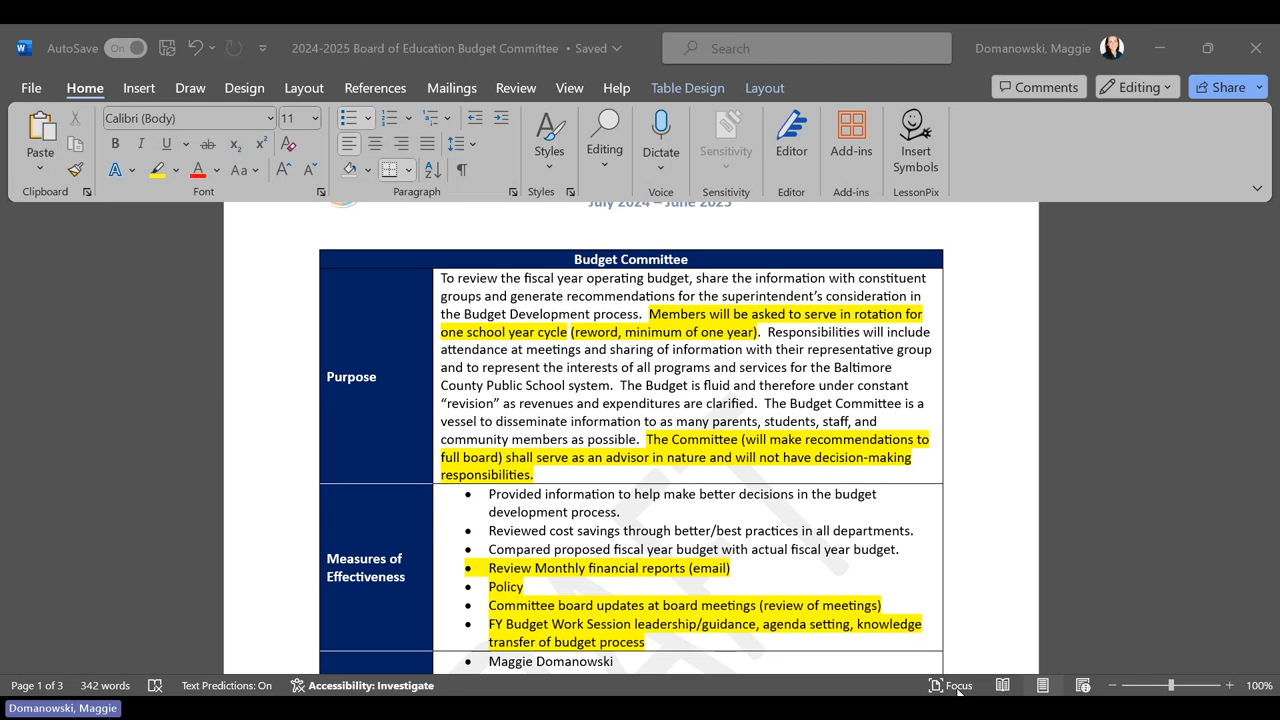 AutoSave On 2024-2025 Board of Education Budget Committee • Saved Search Domanowski, Maggie
File Home Insert Draw Design Layout References Mailings Review View Help Table Design Layout Comments Editing Share
Calibri (Body) 11
Paste Styles Editing Dictate Sensitivity Editor Add-ins Insert Symbols
Clipboard Font Paragraph Styles Voice Sensitivity Editor Add-ins LessonPix
July 2024 – June 2025
Budget Committee
Purpose
To review the fiscal year operating budget, share the information with constituent
groups and generate recommendations for the superintendent's consideration in
the Budget Development process. Members will be asked to serve in rotation for
one school year cycle (reword, minimum of one year). Responsibilities will include
attendance at meetings and sharing of information with their representative group
and to represent the interests of all programs and services for the Baltimore
County Public School system. The Budget is fluid and therefore under constant
“revision” as revenues and expenditures are clarified. The Budget Committee is a
vessel to disseminate information to as many parents, students, staff, and
community members as possible. The Committee (will make recommendations to
full board) shall serve as an advisor in nature and will not have decision-making
responsibilities.
Measures of
Effectiveness
• Provided information to help make better decisions in the budget
development process.
• Reviewed cost savings through better/best practices in all departments.
• Compared proposed fiscal year budget with actual fiscal year budget.
• Review Monthly financial reports (email)
• Policy
• Committee board updates at board meetings (review of meetings)
• FY Budget Work Session leadership/guidance, agenda setting, knowledge
transfer of budget process
• Maggie Domanowski
Page 1 of 3 342 words Text Predictions: On Accessibility: Investigate Focus 100%
Domanowski, Maggie